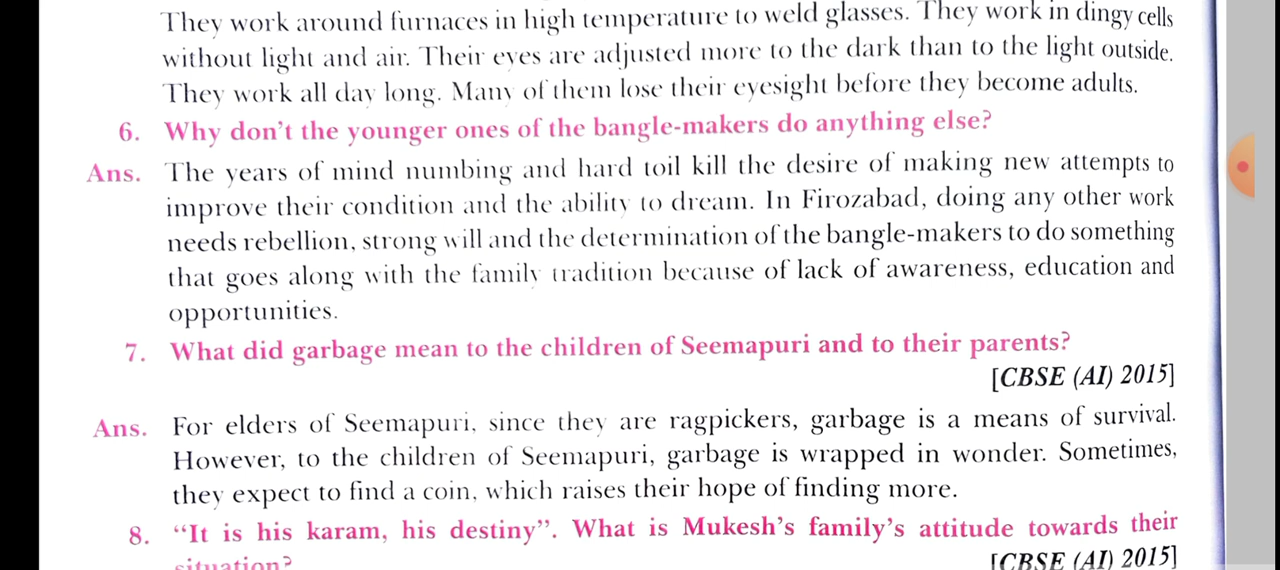 They work around furnaces in high temperature to weld glasses. They work in dingy cells
without light and air. Their eyes are adjusted more to the dark than to the light outside.
They work all day long. Many of them lose their eyesight before they become adults.
6. Why don't the younger ones of the bangle-makers do anything else?
Ans. The years of mind numbing and hard toil kill the desire of making new attempts to
improve their condition and the ability to dream. In Firozabad, doing any other work
needs rebellion, strong will and the determination of the bangle-makers to do something
that goes along with the family tradition because of lack of awareness, education and
opportunities.
7. What did garbage mean to the children of Seemapuri and to their parents?
[CBSE (AI) 2015]
Ans. For elders of Seemapuri, since they are ragpickers, garbage is a means of survival.
However, to the children of Seemapuri, garbage is wrapped in wonder. Sometimes,
they expect to find a coin, which raises their hope of finding more.
8. “It is his karam, his destiny”. What is Mukesh's family's attitude towards their
situation?
[CBSE (AI) 2015]